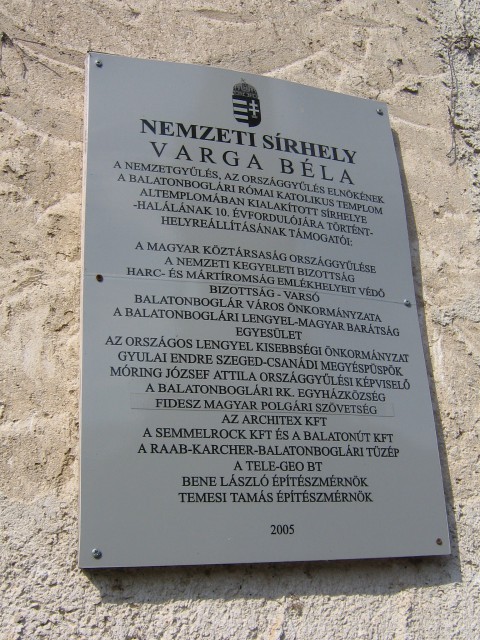 NEMZETI SÍRHELY
VARGA BÉLA
A NEMZETGYŰLÉS, AZ ORSZÁGGYŰLÉS ELNÖKÉNEK
A BALATONBOGLÁRI RÓMAI KATOLIKUS TEMPLOM
ALTEMPLOMÁBAN KIALAKÍTOTT SÍRHELYE
-HALÁLÁNAK 10. ÉVFORDULÓJÁRA TÖRTÉNT-
HELYREÁLLÍTÁSÁNAK TÁMOGATÓI:
A MAGYAR KÖZTÁRSASÁG ORSZÁGGYŰLÉSE
A NEMZETI KEGYELETI BIZOTTSÁG
HARC- ÉS MÁRTÍROMSÁG EMLÉKHELYEIT VÉDŐ
BIZOTTSÁG - VARSÓ
BALATONBOGLÁR VÁROS ÖNKORMÁNYZATA
A BALATONBOGLÁRI LENGYEL-MAGYAR BARÁTSÁG
EGYESÜLET
AZ ORSZÁGOS LENGYEL KISEBBSÉGI ÖNKORMÁNYZAT
GYULAI ENDRE SZEGED-CSANÁDI MEGYÉSPÜSPÖK
MÓRING JÓZSEF ATTILA ORSZÁGGYŰLÉSI KÉPVISELŐ
A BALATONBOGLÁRI RK. EGYHÁZKÖZSÉG
FIDESZ MAGYAR POLGÁRI SZÖVETSÉG
AZ ARCHITEX KFT
A SEMMELROCK KFT ÉS A BALATONÚT KFT
A RAAB-KARCHER-BALATONBOGLÁRI TÜZÉP
A TELE-GEO BT
BENE LÁSZLÓ ÉPÍTÉSZMÉRNÖK
TEMESI TAMÁS ÉPÍTÉSZMÉRNÖK
2005